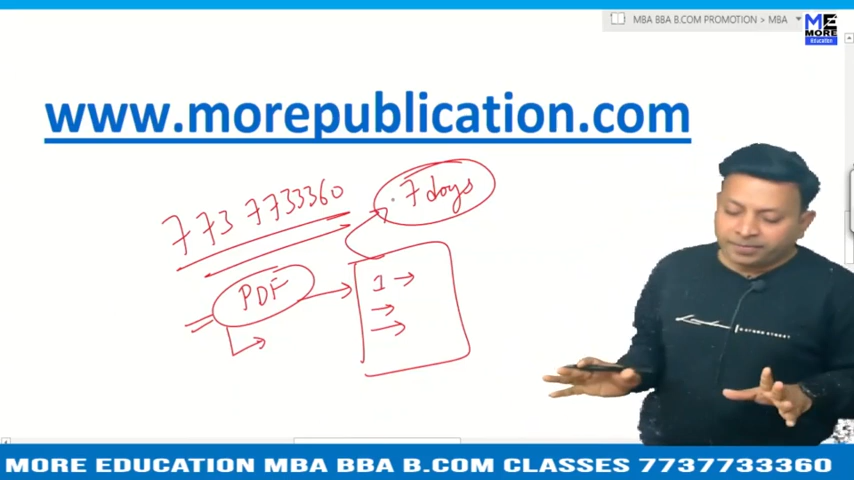 MBA BBA B.COM PROMOTION > MBA
ME
MORE
Education
www.morepublication.com
773 7733360
7 days
PDF
1
MORE EDUCATION MBA BBA B.COM CLASSES 7737733360